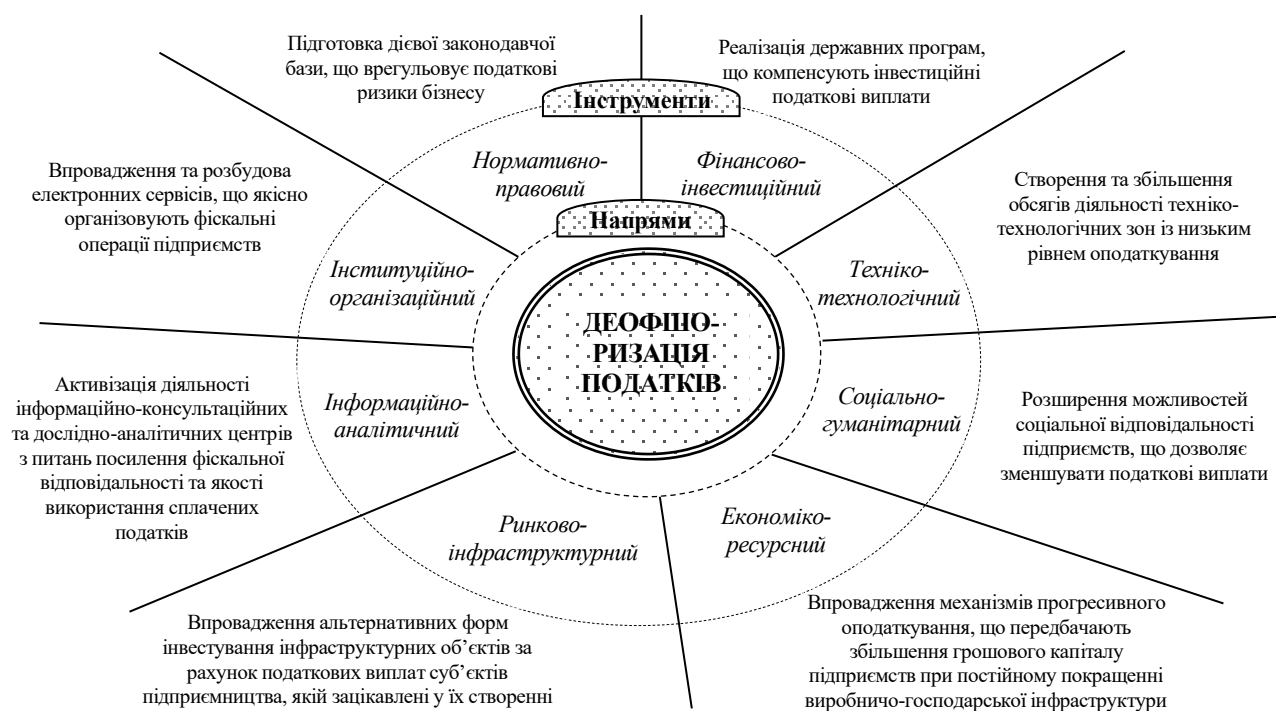 Підготовка дієвої законодавчої
бази, що врегульовує податкові
ризики бізнесу
Реалізація державних програм,
що компенсують інвестиційні
податкові виплати
Інструменти
Нормативно-
правовий
Фінансово-
інвестиційний
Впровадження та розбудова
електронних сервісів, що якісно
організовують фіскальні
операції підприємств
Створення та збільшення
обсягів діяльності техніко-
технологічних зон із низьким
рівнем оподаткування
Напрями
Інституційно-
організаційний
Техніко-
технологічний
ДЕОФШО-
РИЗАЦІЯ
ПОДАТКІВ
Активізація діяльності
інформаційно-консультаційних
та дослідно-аналітичних центрів
з питань посилення фіскальної
відповідальності та якості
використання сплачених
податків
Інформаційно-
аналітичний
Соціально-
гуманітарний
Розширення можливостей
соціальної відповідальності
підприємств, що дозволяє
зменшувати податкові виплати
Ринково-
інфраструктурний
Економіко-
ресурсний
Впровадження альтернативних форм
інвестування інфраструктурних об’єктів за
рахунок податкових виплат суб’єктів
підприємництва, якій зацікавлені у їх створенні
Впровадження механізмів прогресивного
оподаткування, що передбачають
збільшення грошового капіталу
підприємств при постійному покращенні
виробничо-господарської інфраструктури